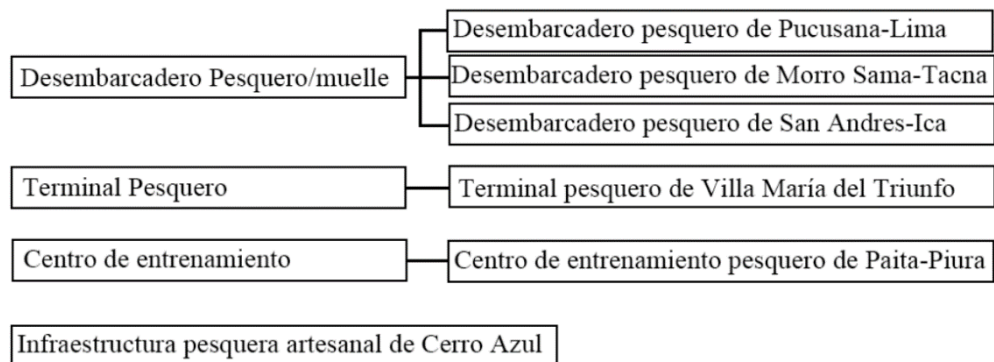 Desembarcadero pesquero de Pucusana-Lima
Desembarcadero Pesquero/muelle
Desembarcadero pesquero de Morro Sama-Tacna
Desembarcadero pesquero de San Andres-Ica
Terminal Pesquero
Terminal pesquero de Villa María del Triunfo
Centro de entrenamiento
Centro de entrenamiento pesquero de Paita-Piura
Infraestructura pesquera artesanal de Cerro Azul